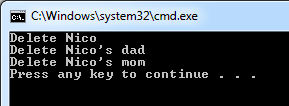 C:\Windows\system32\cmd.exe
Delete Nico
Delete Nico's dad
Delete Nico's mom
Press any key to continue . . .